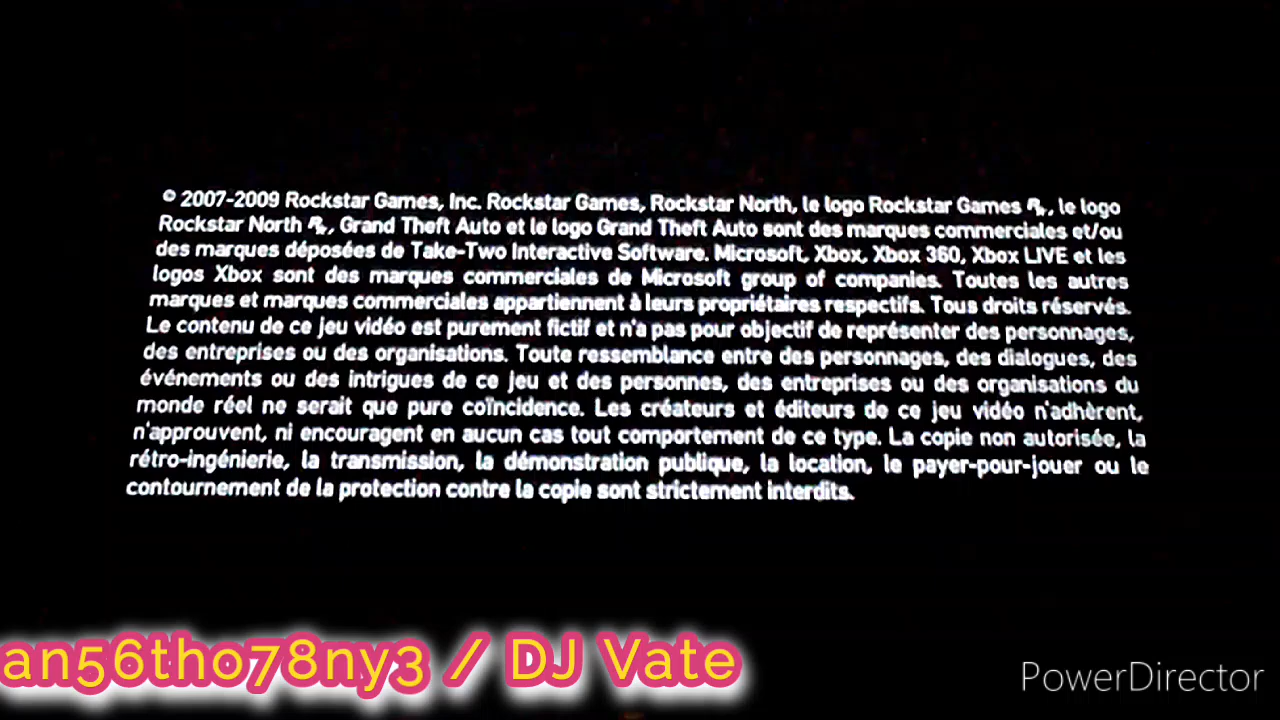 © 2007-2009 Rockstar Games, Inc. Rockstar Games, Rockstar North, le logo Rockstar Games R★, le logo
Rockstar North R★, Grand Theft Auto et le logo Grand Theft Auto sont des marques commerciales et/ou
des marques déposées de Take-Two Interactive Software. Microsoft, Xbox, Xbox 360, Xbox LIVE et les
logos Xbox sont des marques commerciales de Microsoft group of companies. Toutes les autres
marques et marques commerciales appartiennent à leurs propriétaires respectifs. Tous droits réservés.
Le contenu de ce jeu vidéo est purement fictif et n'a pas pour objectif de représenter des personnages,
des entreprises ou des organisations. Toute ressemblance entre des personnages, des dialogues, des
événements ou des intrigues de ce jeu et des personnes, des entreprises ou des organisations du
monde réel ne serait que pure coïncidence. Les créateurs et éditeurs de ce jeu vidéo n'adhèrent,
n'approuvent, ni encouragent en aucun cas tout comportement de ce type. La copie non autorisée, la
rétro-ingénierie, la transmission, la démonstration publique, la location, le payer-pour-jouer ou le
contournement de la protection contre la copie sont strictement interdits.
an56tho78ny3 / DJ Vate
PowerDirector